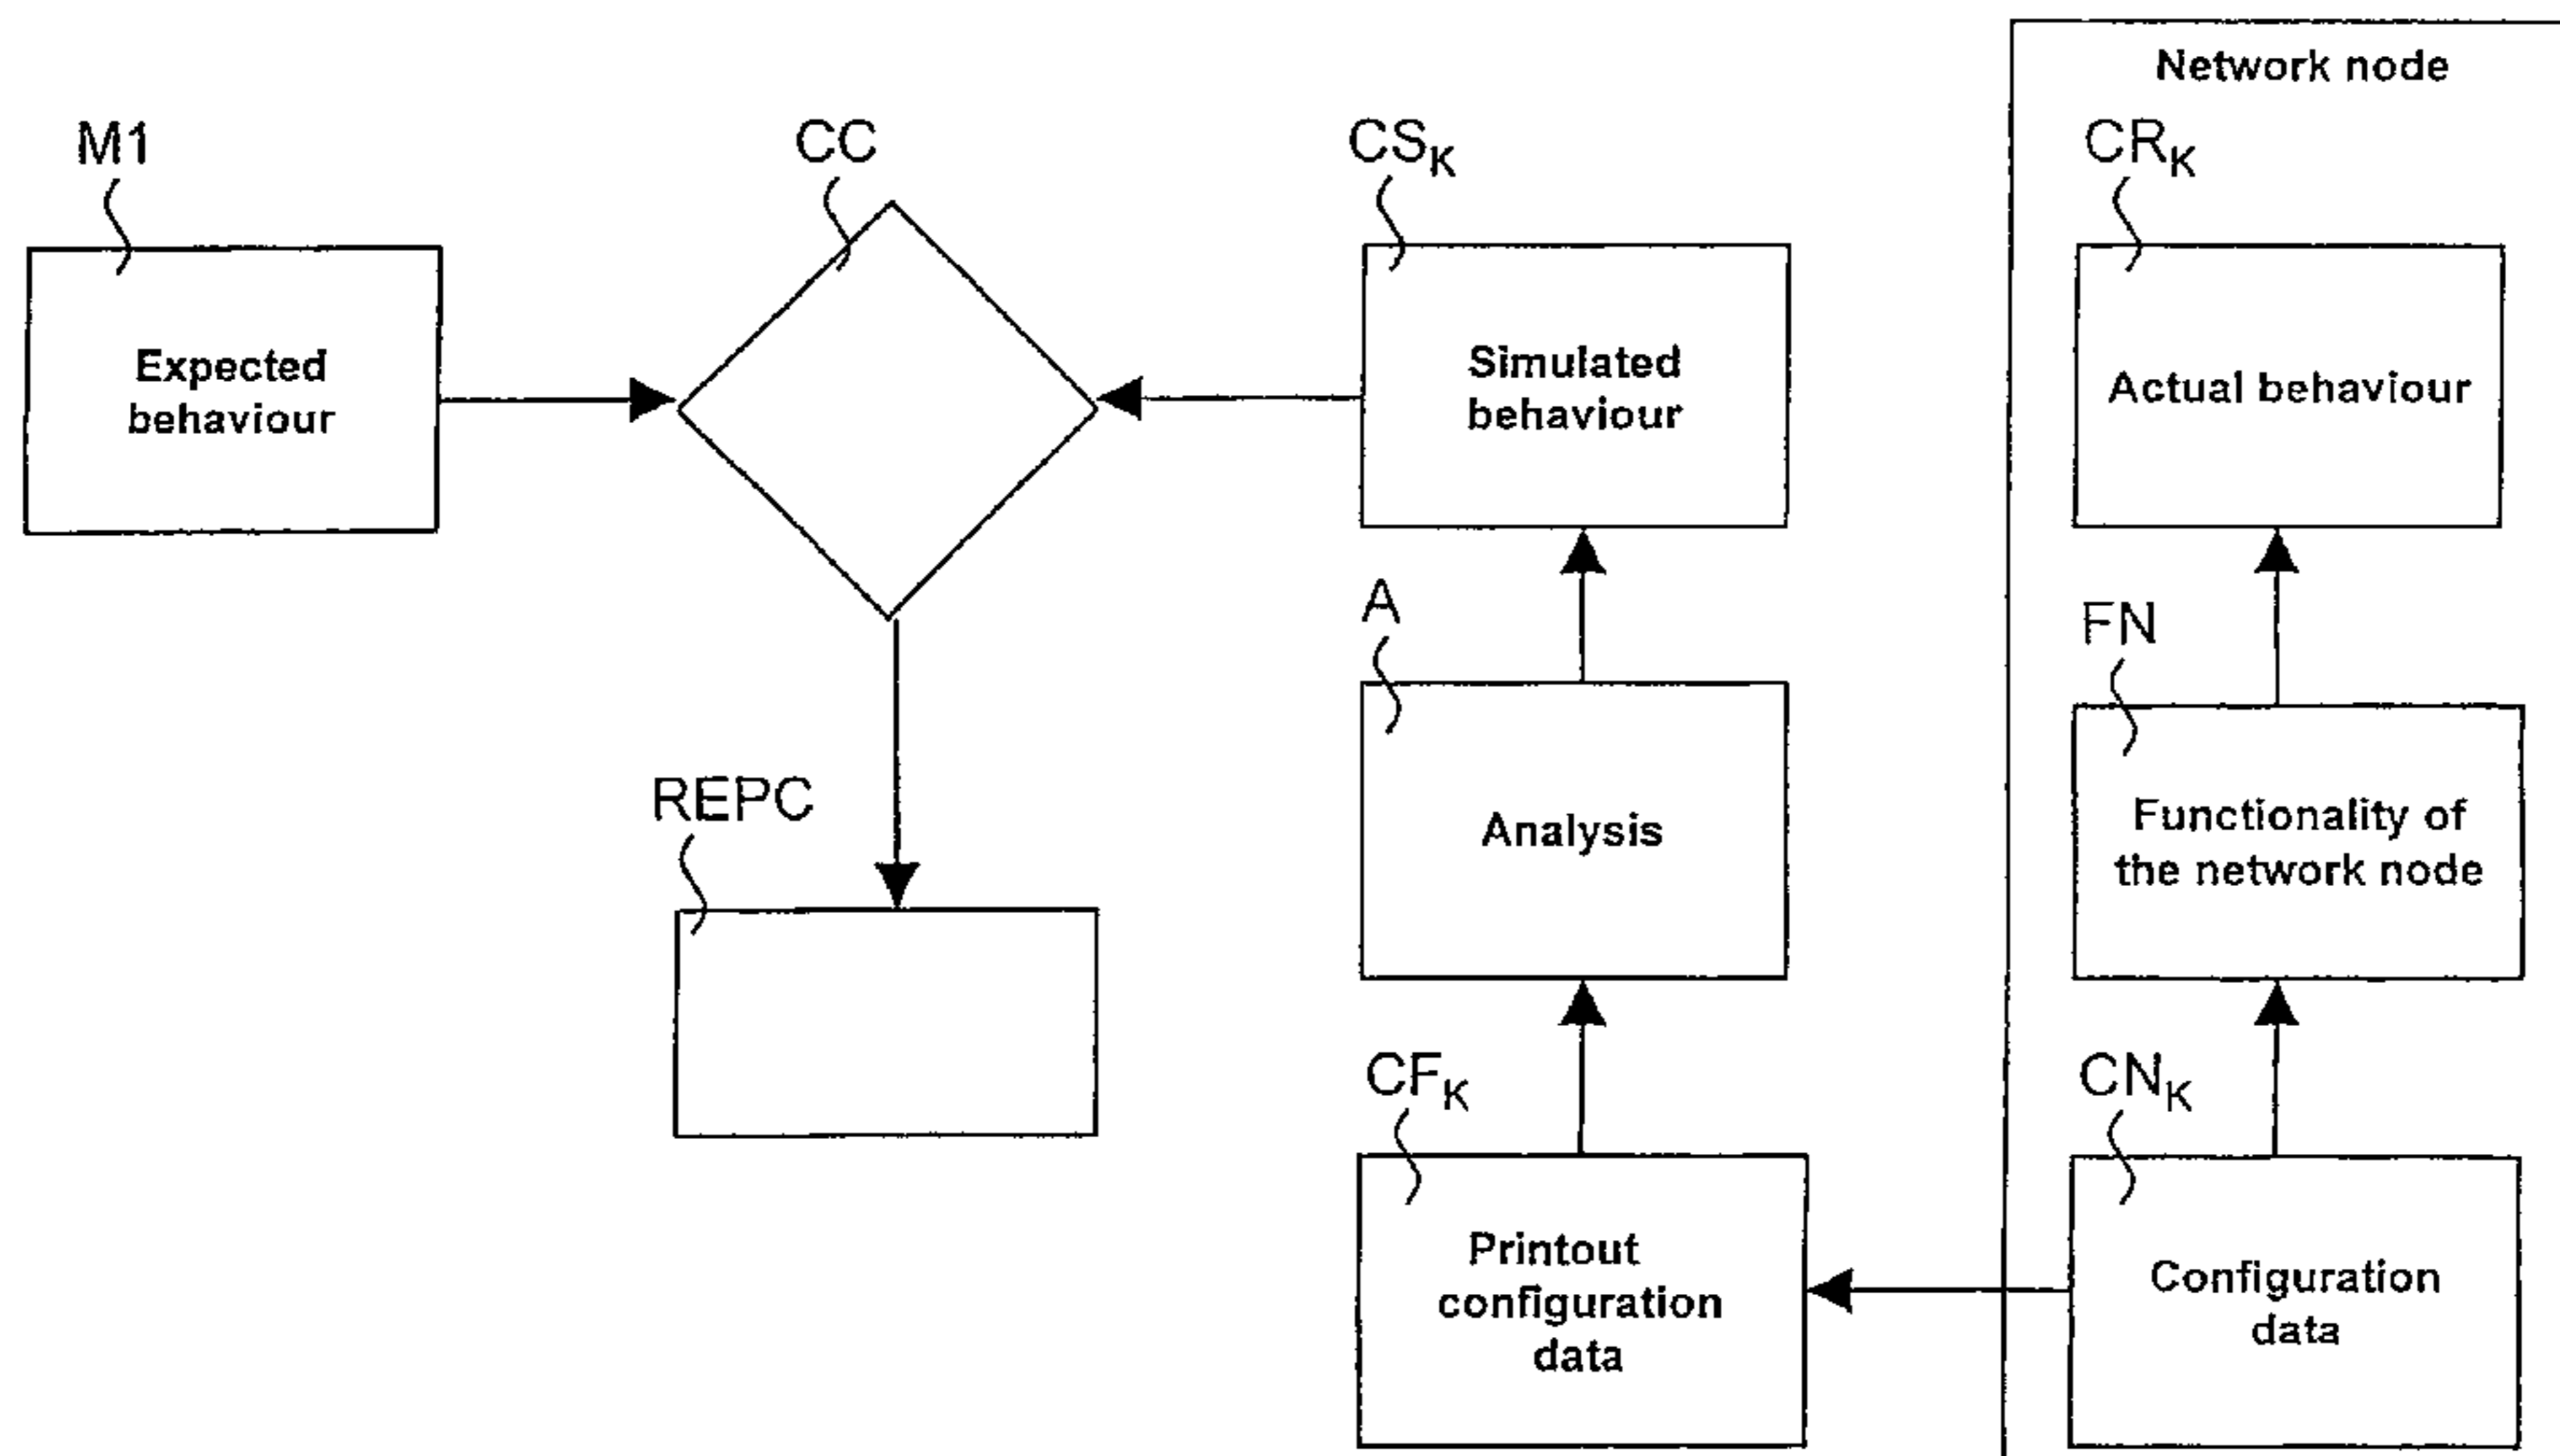 Network node
M1
CC
CSK
CRK
Expected
behaviour
Simulated
behaviour
Actual behaviour
A
FN
REPC
Analysis
Functionality of
the network node
CFK
CNK
Printout
configuration
data
Configuration
data